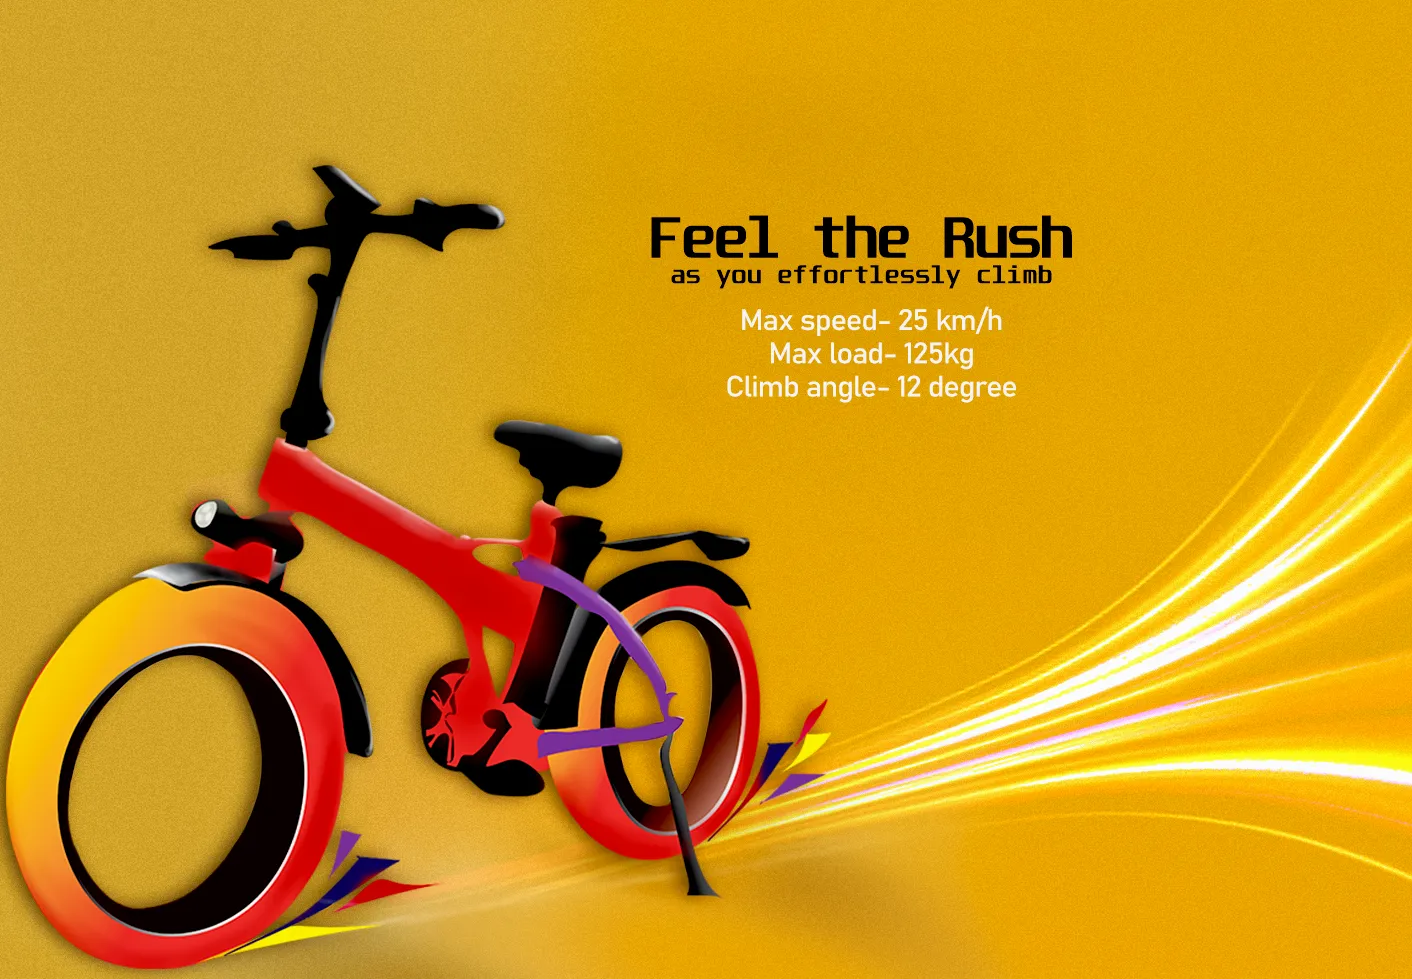 Feel the Rush
as you effortlessly climb
Max speed- 25 km/h
Max load- 125kg
Climb angle- 12 degree